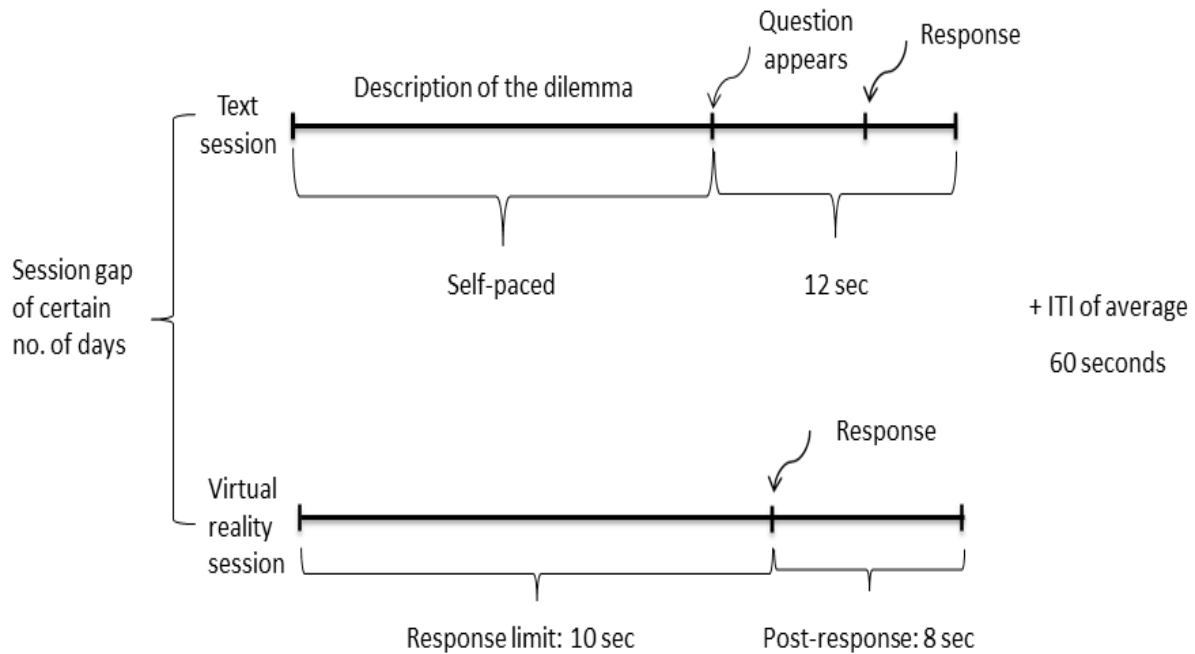 Question
appears
Response
Description of the dilemma
Text
session
Self-paced
12 sec
Session gap
of certain
no. of days
+ ITI of average
60 seconds
Response
Virtual
reality
session
Response limit: 10 sec
Post-response: 8 sec